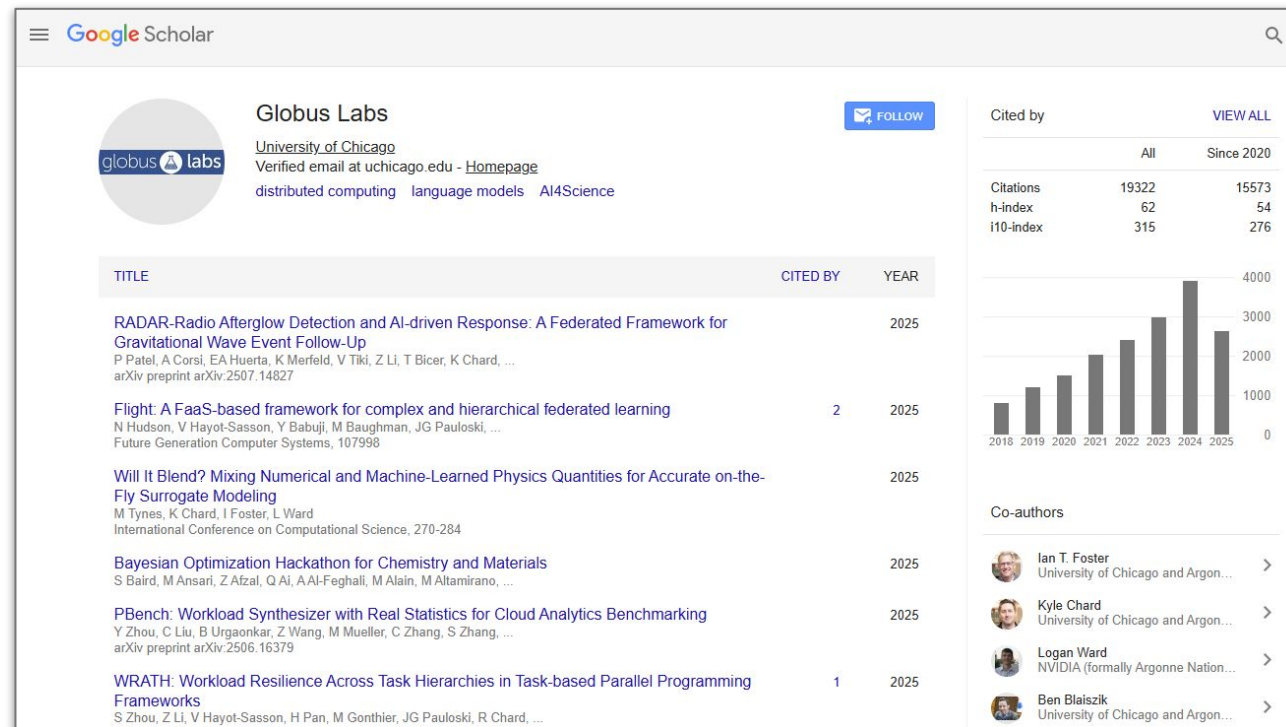 Google Scholar
globus labs
Globus Labs
FOLLOW
University of Chicago
Verified email at uchicago.edu - Homepage
distributed computing language models AI4Science
TITLE CITED BY YEAR
RADAR-Radio Afterglow Detection and AI-driven Response: A Federated Framework for 2025
Gravitational Wave Event Follow-Up
P Patel, A Corsi, EA Huerta, K Merfeld, V Tiki, Z Li, T Bicer, K Chard, ...
arXiv preprint arXiv:2507.14827
Flight: A FaaS-based framework for complex and hierarchical federated learning 2 2025
N Hudson, V Hayot-Sasson, Y Babuji, M Baughman, JG Pauloski, ...
Future Generation Computer Systems, 107998
Will It Blend? Mixing Numerical and Machine-Learned Physics Quantities for Accurate on-the- 2025
Fly Surrogate Modeling
M Tynes, K Chard, I Foster, L Ward
International Conference on Computational Science, 270-284
Bayesian Optimization Hackathon for Chemistry and Materials 2025
S Baird, M Ansari, Z Afzal, Q Ai, A Al-Feghali, M Alain, M Altamirano, ...
PBench: Workload Synthesizer with Real Statistics for Cloud Analytics Benchmarking 2025
Y Zhou, C Liu, B Urgaonkar, Z Wang, M Mueller, C Zhang, S Zhang, ...
arXiv preprint arXiv:2506.16379
WRATH: Workload Resilience Across Task Hierarchies in Task-based Parallel Programming 1 2025
Frameworks
S Zhou, Z Li, V Hayot-Sasson, H Pan, M Gonthier, JG Pauloski, R Chard, ...
Cited by VIEW ALL
All Since 2020
Citations 19322 15573
h-index 62 54
i10-index 315 276
4000
3000
2000
1000
0
2018 2019 2020 2021 2022 2023 2024 2025
Co-authors
Ian T. Foster
University of Chicago and Argon...
Kyle Chard
University of Chicago and Argon...
Logan Ward
NVIDIA (formally Argonne Nation...
Ben Blaiszik
University of Chicago and Argon...